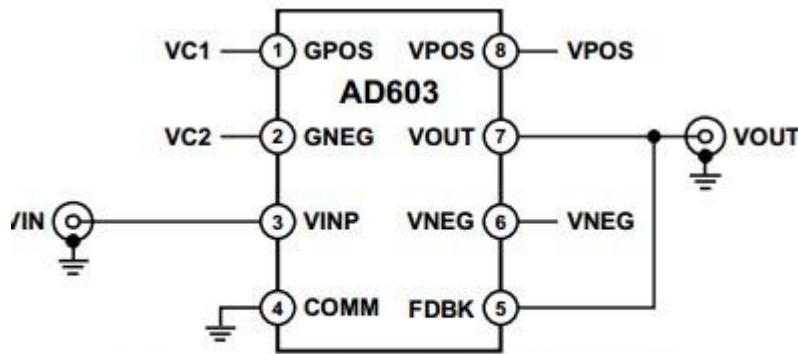 VC1 1 GPOS VPOS 8 VPOS
AD603
VC2 2 GNEG VOUT 7 VOUT
VIN 3 VINP VNEG 6 VNEG
4 COMM FDBK 5